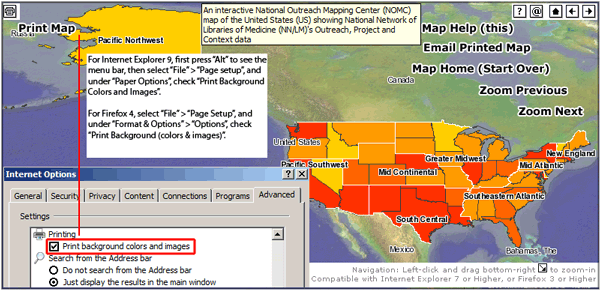 Print Map
Russia
Pacific Northwest
An interactive National Outreach Mapping Center (NOMC)
map of the United States (US) showing National Network of
Libraries of Medicine (NN/LM)'s Outreach, Project and
Context data
?
@
Map Help (this)
Email Printed Map
Map Home (Start Over)
Zoom Previous
Zoom Next
For Internet Explorer 9, first press "Alt" to see the
menu bar, then select "File" > "Page setup", and
under "Paper Options", check "Print Background
Colors and Images".
For Firefox 4, select "File" > "Page Setup", and
under "Format & Options" > "Options", check
"Print Background (colors & images)".
Canada
United States
New England
Greater Midwest
Pacific Southwest
Mid Atlantic
Mid Continental
Southeastern Atlantic
South Central
Mexico
Bahamas, The
Internet Options
? X
General
Security
Privacy
Content
Connections
Programs
Advanced
Settings
Printing
Print background colors and images
Search from the Address bar
Do not search from the Address bar
Just display the results in the main window
Navigation: Left-click and drag bottom-right to zoom-in
Compatible with Internet Explorer 7 or Higher, or Firefox 3 or Higher